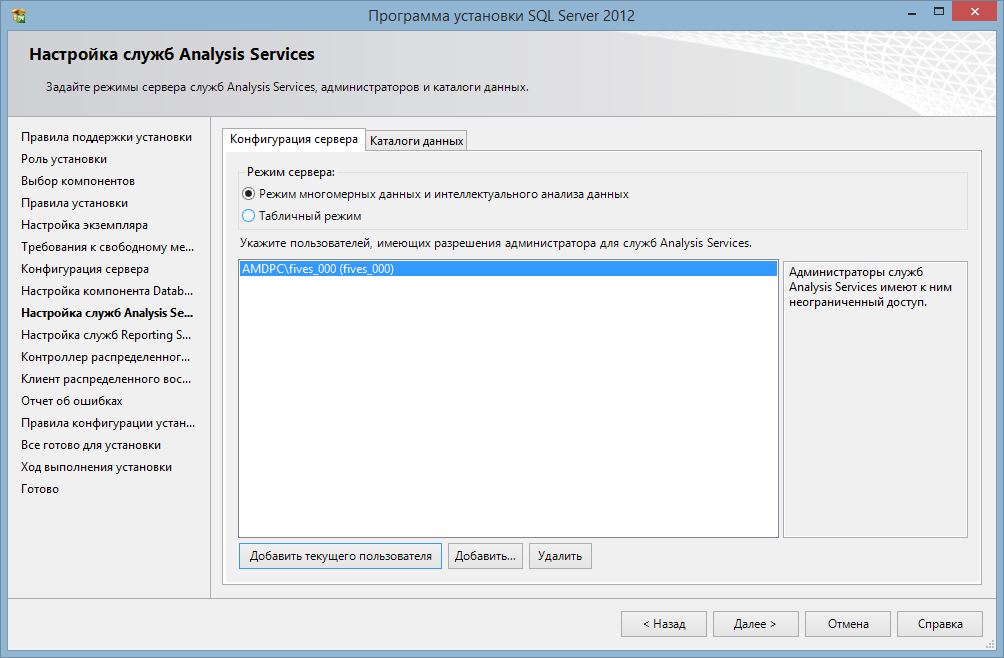 Программа установки SQL Server 2012
Настройка служб Analysis Services
Задайте режимы сервера служб Analysis Services, администраторов и каталоги данных.
Правила поддержки установки
Роль установки
Выбор компонентов
Правила установки
Настройка экземпляра
Требования к свободному ме...
Конфигурация сервера
Настройка компонента Datab...
Настройка служб Analysis Se...
Настройка служб Reporting S...
Контроллер распределенног...
Клиент распределенного вос...
Отчет об ошибках
Правила конфигурации устан...
Все готово для установки
Ход выполнения установки
Готово
Конфигурация сервера
Каталоги данных
Режим сервера:
Режим многомерных данных и интеллектуального анализа данных
Табличный режим
Укажите пользователей, имеющих разрешения администратора для служб Analysis Services.
AMDPC\fives_000 (fives_000)
Администраторы служб
Analysis Services имеют к ним
неограниченный доступ.
Добавить текущего пользователя
Добавить...
Удалить
< Назад
Далее >
Отмена
Справка